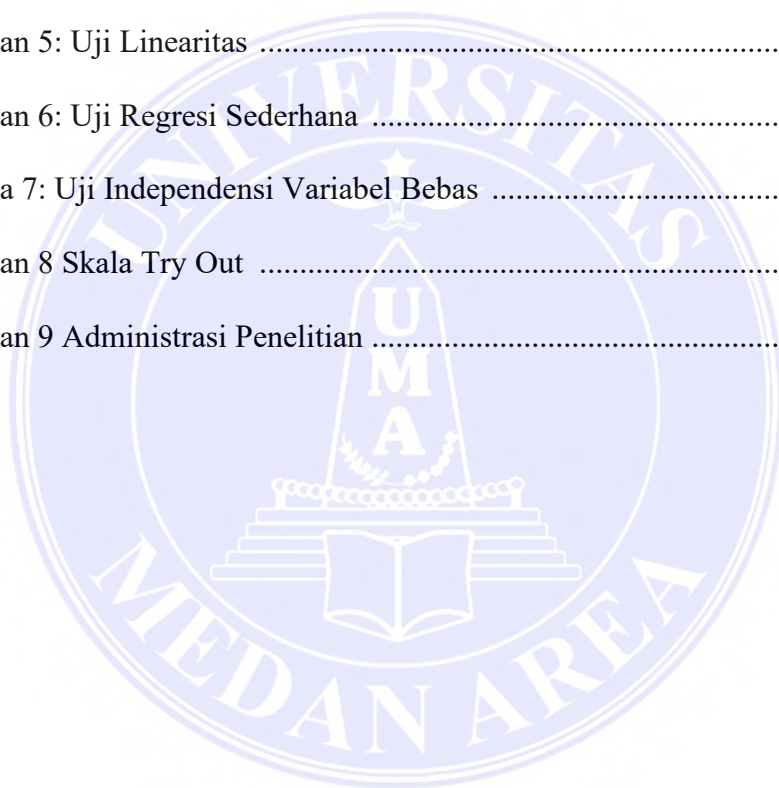 an 5: Uji Linearitas ................................................................
an 6: Uji Regresi Sederhana ..................................................
a 7: Uji Independensi Variabel Bebas ...................................
an 8 Skala Try Out ................................................................
an 9 Administrasi Penelitian ..................................................
UNIVERSITAS
UMA
MEDAN AREA